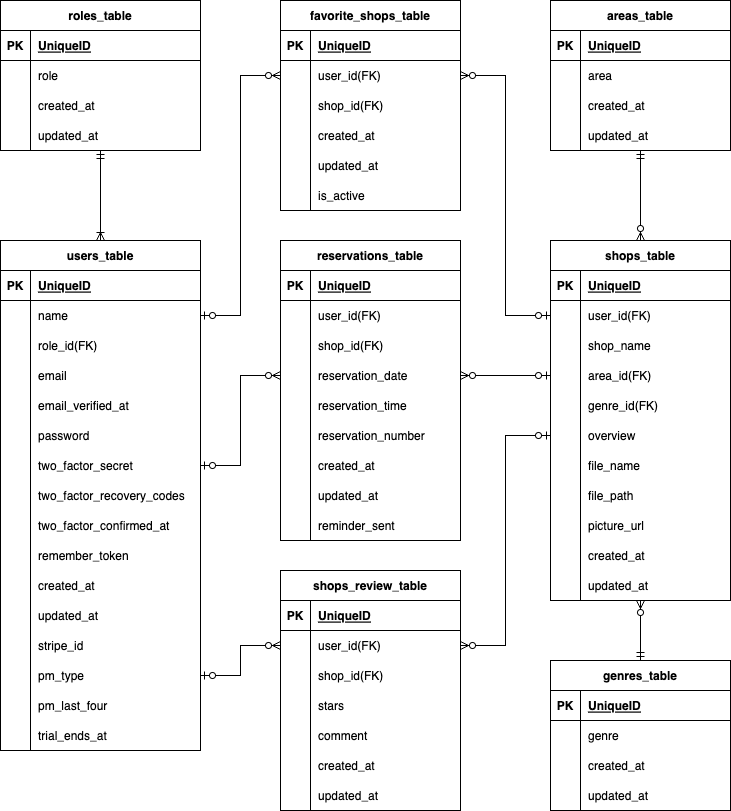 roles_table
PK UniqueID
role
created_at
updated_at
favorite_shops_table
PK UniqueID
user_id(FK)
shop_id(FK)
created_at
updated_at
is_active
areas_table
PK UniqueID
area
created_at
updated_at
users_table
PK UniqueID
name
role_id(FK)
email
email_verified_at
password
two_factor_secret
two_factor_recovery_codes
two_factor_confirmed_at
remember_token
created_at
updated_at
stripe_id
pm_type
pm_last_four
trial_ends_at
reservations_table
PK UniqueID
user_id(FK)
shop_id(FK)
reservation_date
reservation_time
reservation_number
created_at
updated_at
reminder_sent
shops_table
PK UniqueID
user_id(FK)
shop_name
area_id(FK)
genre_id(FK)
overview
file_name
file_path
picture_url
created_at
updated_at
shops_review_table
PK UniqueID
user_id(FK)
shop_id(FK)
stars
comment
created_at
updated_at
genres_table
PK UniqueID
genre
created_at
updated_at